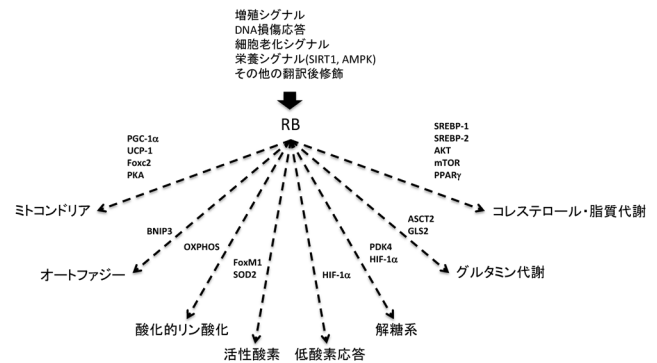 増殖シグナル
DNA損傷応答
細胞老化シグナル
栄養シグナル(SIRT1, AMPK)
その他の翻訳後修飾
RB
PGC-1α
UCP-1
Foxc2
PKA
SREBP-1
SREBP-2
AKT
mTOR
PPARγ
ミトコンドリア
コレステロール・脂質代謝
BNIP3
ASCT2
GLS2
OXPHOS
PDK4
HIF-1α
FoxM1
SOD2
HIF-1α
オートファジー
グルタミン代謝
酸化的リン酸化
解糖系
活性酸素
低酸素応答